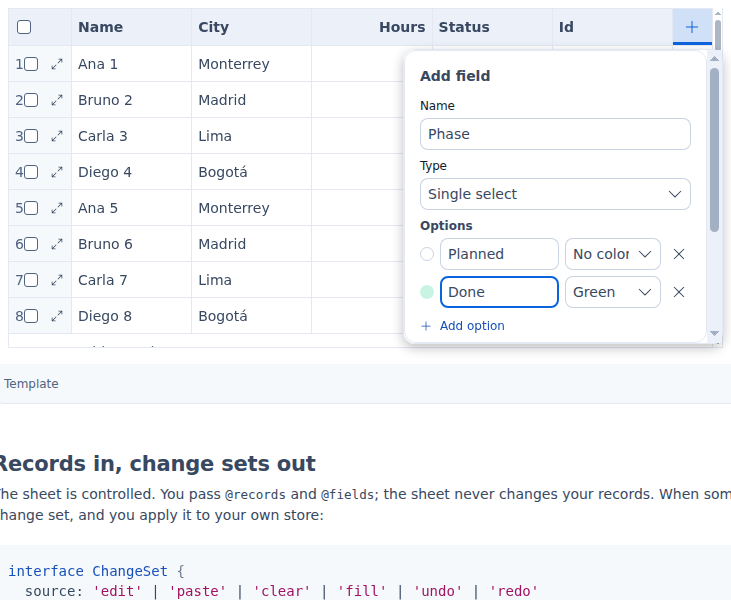 Name City Hours Status Id +
1 Ana 1 Monterrey
2 Bruno 2 Madrid
3 Carla 3 Lima
4 Diego 4 Bogotá
5 Ana 5 Monterrey
6 Bruno 6 Madrid
7 Carla 7 Lima
8 Diego 8 Bogotá
Add field
Name
Phase
Type
Single select
Options
Planned No color
Done Green
+ Add option
Template
Records in, change sets out
The sheet is controlled. You pass @records and @fields; the sheet never changes your records. When som
hange set, and you apply it to your own store:
interface ChangeSet {
source: 'edit' | 'paste' | 'clear' | 'fill' | 'undo' | 'redo'